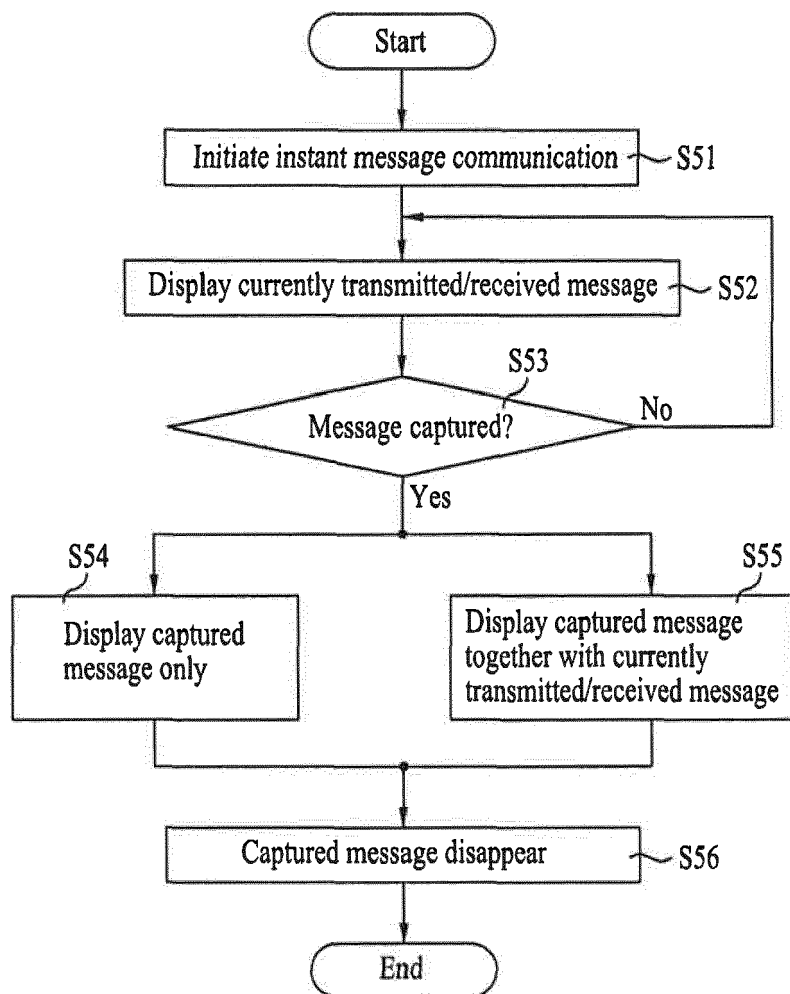 Start
Initiate instant message communication
S51
Display currently transmitted/received message
S52
S53
Message captured?
No
Yes
S54
Display captured
message only
S55
Display captured message
together with currently
transmitted/received message
Captured message disappear
S56
End